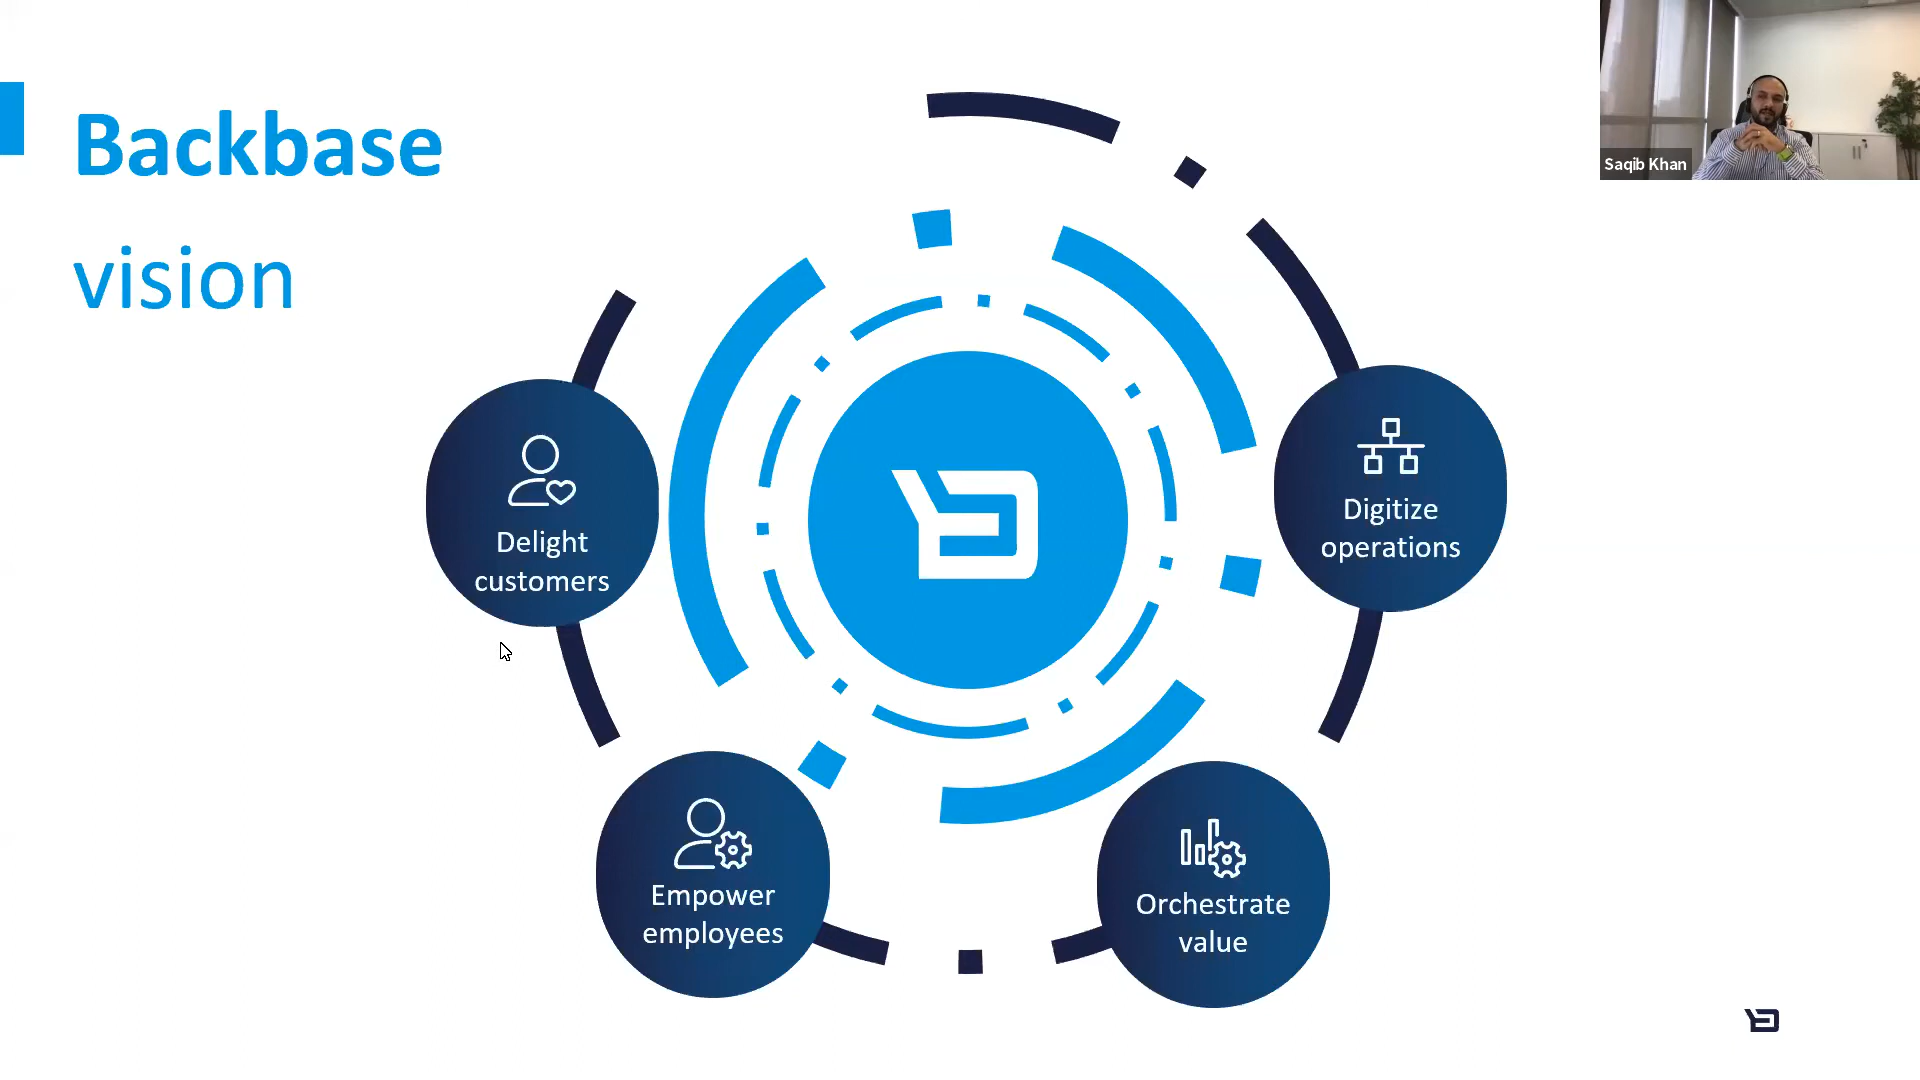 Backbase
vision
Saqib Khan
Delight
customers
Digitize
operations
Empower
employees
Orchestrate
value